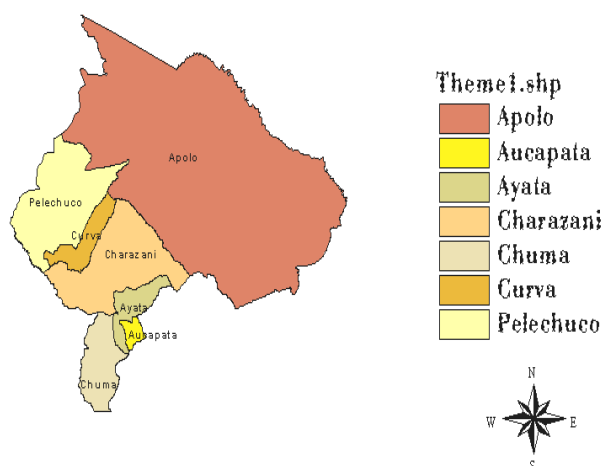 Apolo
Pelechuco
Curva
Charazani
Ayata
Aucapata
Chuma
Theme1.shp
Apolo
Aucapata
Ayata
Charazani
Chuma
Curva
Pelechuco
N
W E
S